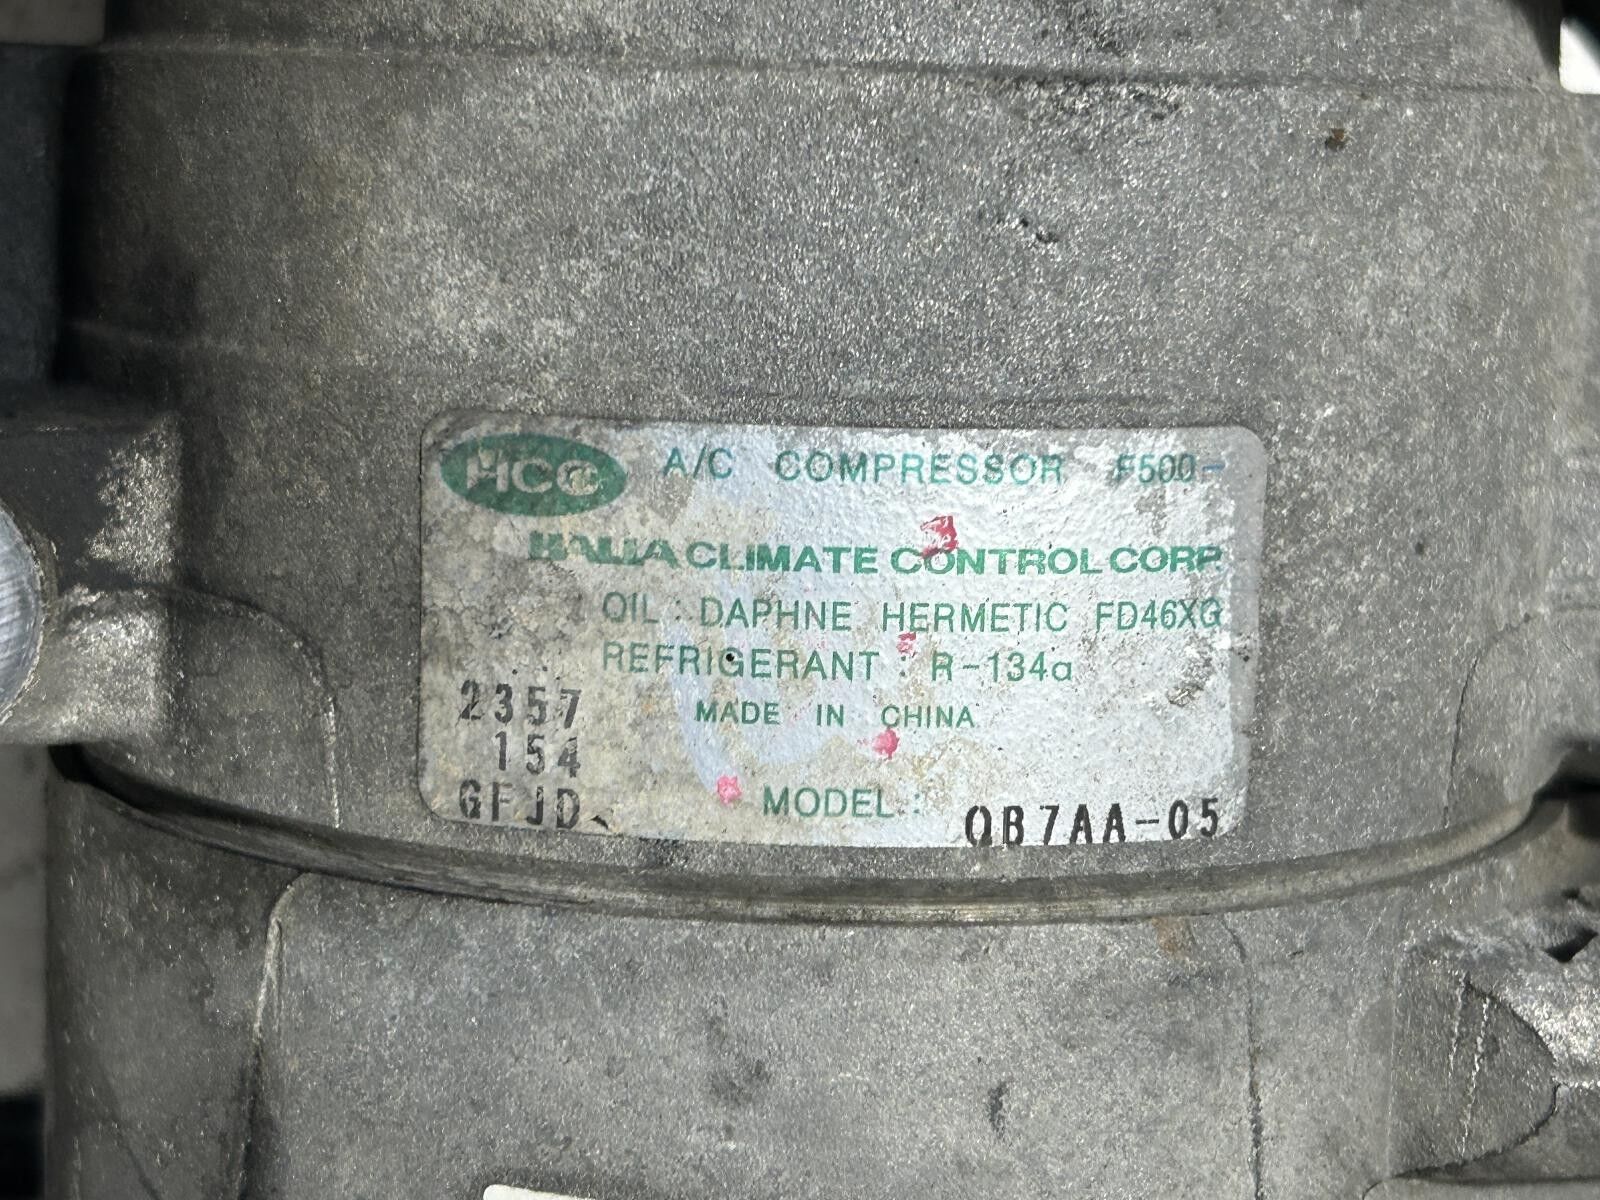 HCC A/C COMPRESSOR F500-
CLIMATE CONTROL CORP.
OIL : DAPHNE HERMETIC FD46XG
REFRIGERANT : R-134a
MADE IN CHINA
2357
154
GFJD
MODEL : QB7AA-05